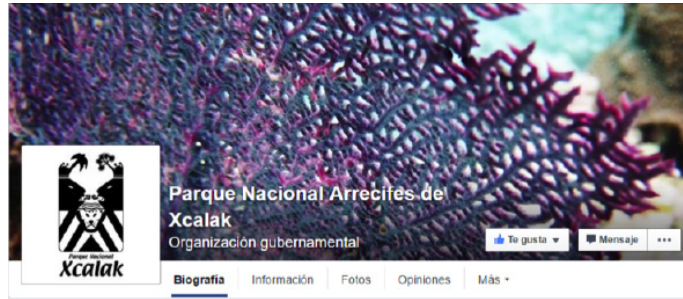 Parque Nacional Arrecifes de
Xcalak
Organización gubernamental
Te gusta
Mensaje
Parque Nacional
Xcalak
Biografía
Información
Fotos
Opiniones
Más